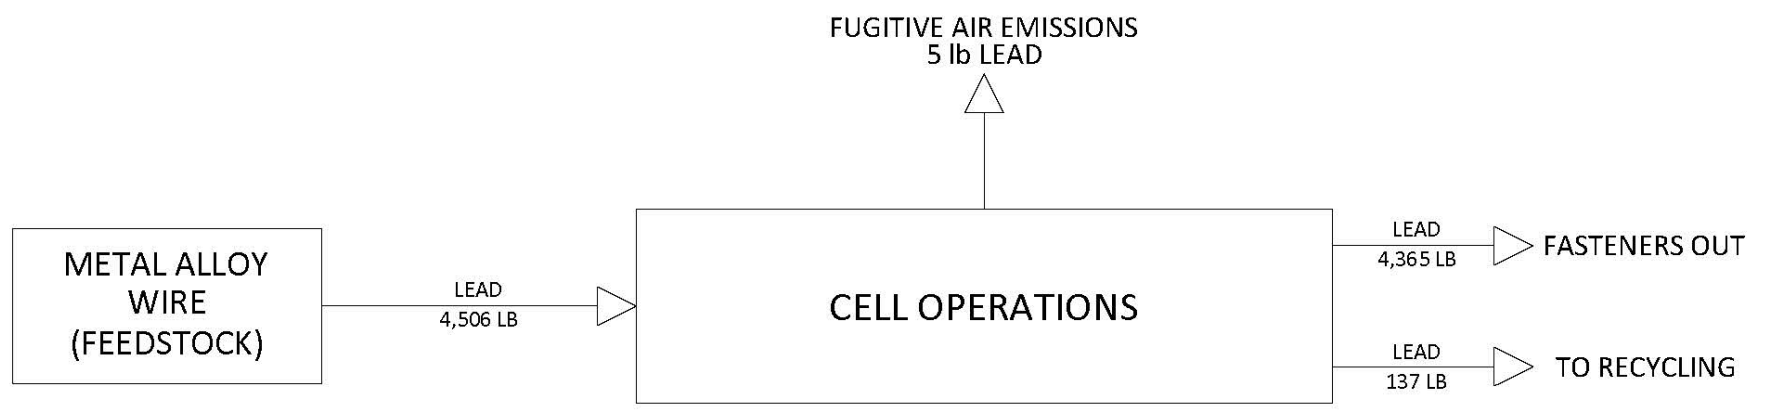 FUGITIVE AIR EMISSIONS
5 lb LEAD
METAL ALLOY
WIRE
(FEEDSTOCK)
LEAD
4,506 LB
CELL OPERATIONS
LEAD
4,365 LB
FASTENERS OUT
LEAD
137 LB
TO RECYCLING